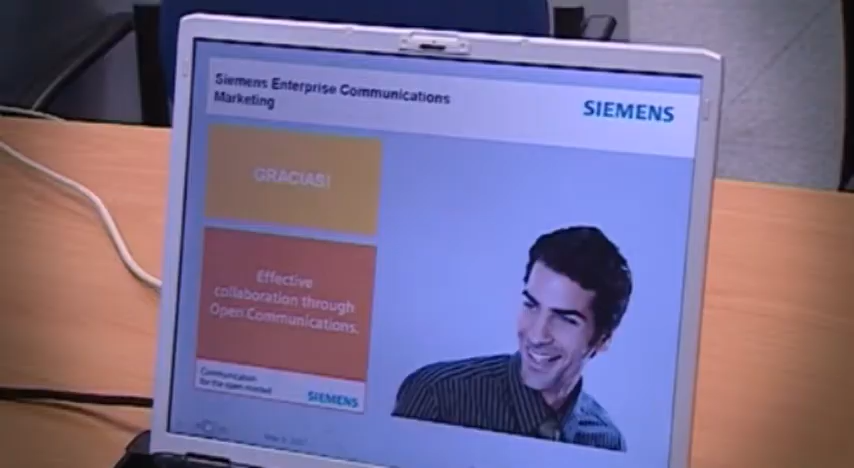 Siemens Enterprise Communications
Marketing
SIEMENS
GRACIAS!
Effective
collaboration through
Open Communications.
Communication
for the open minded
SIEMENS